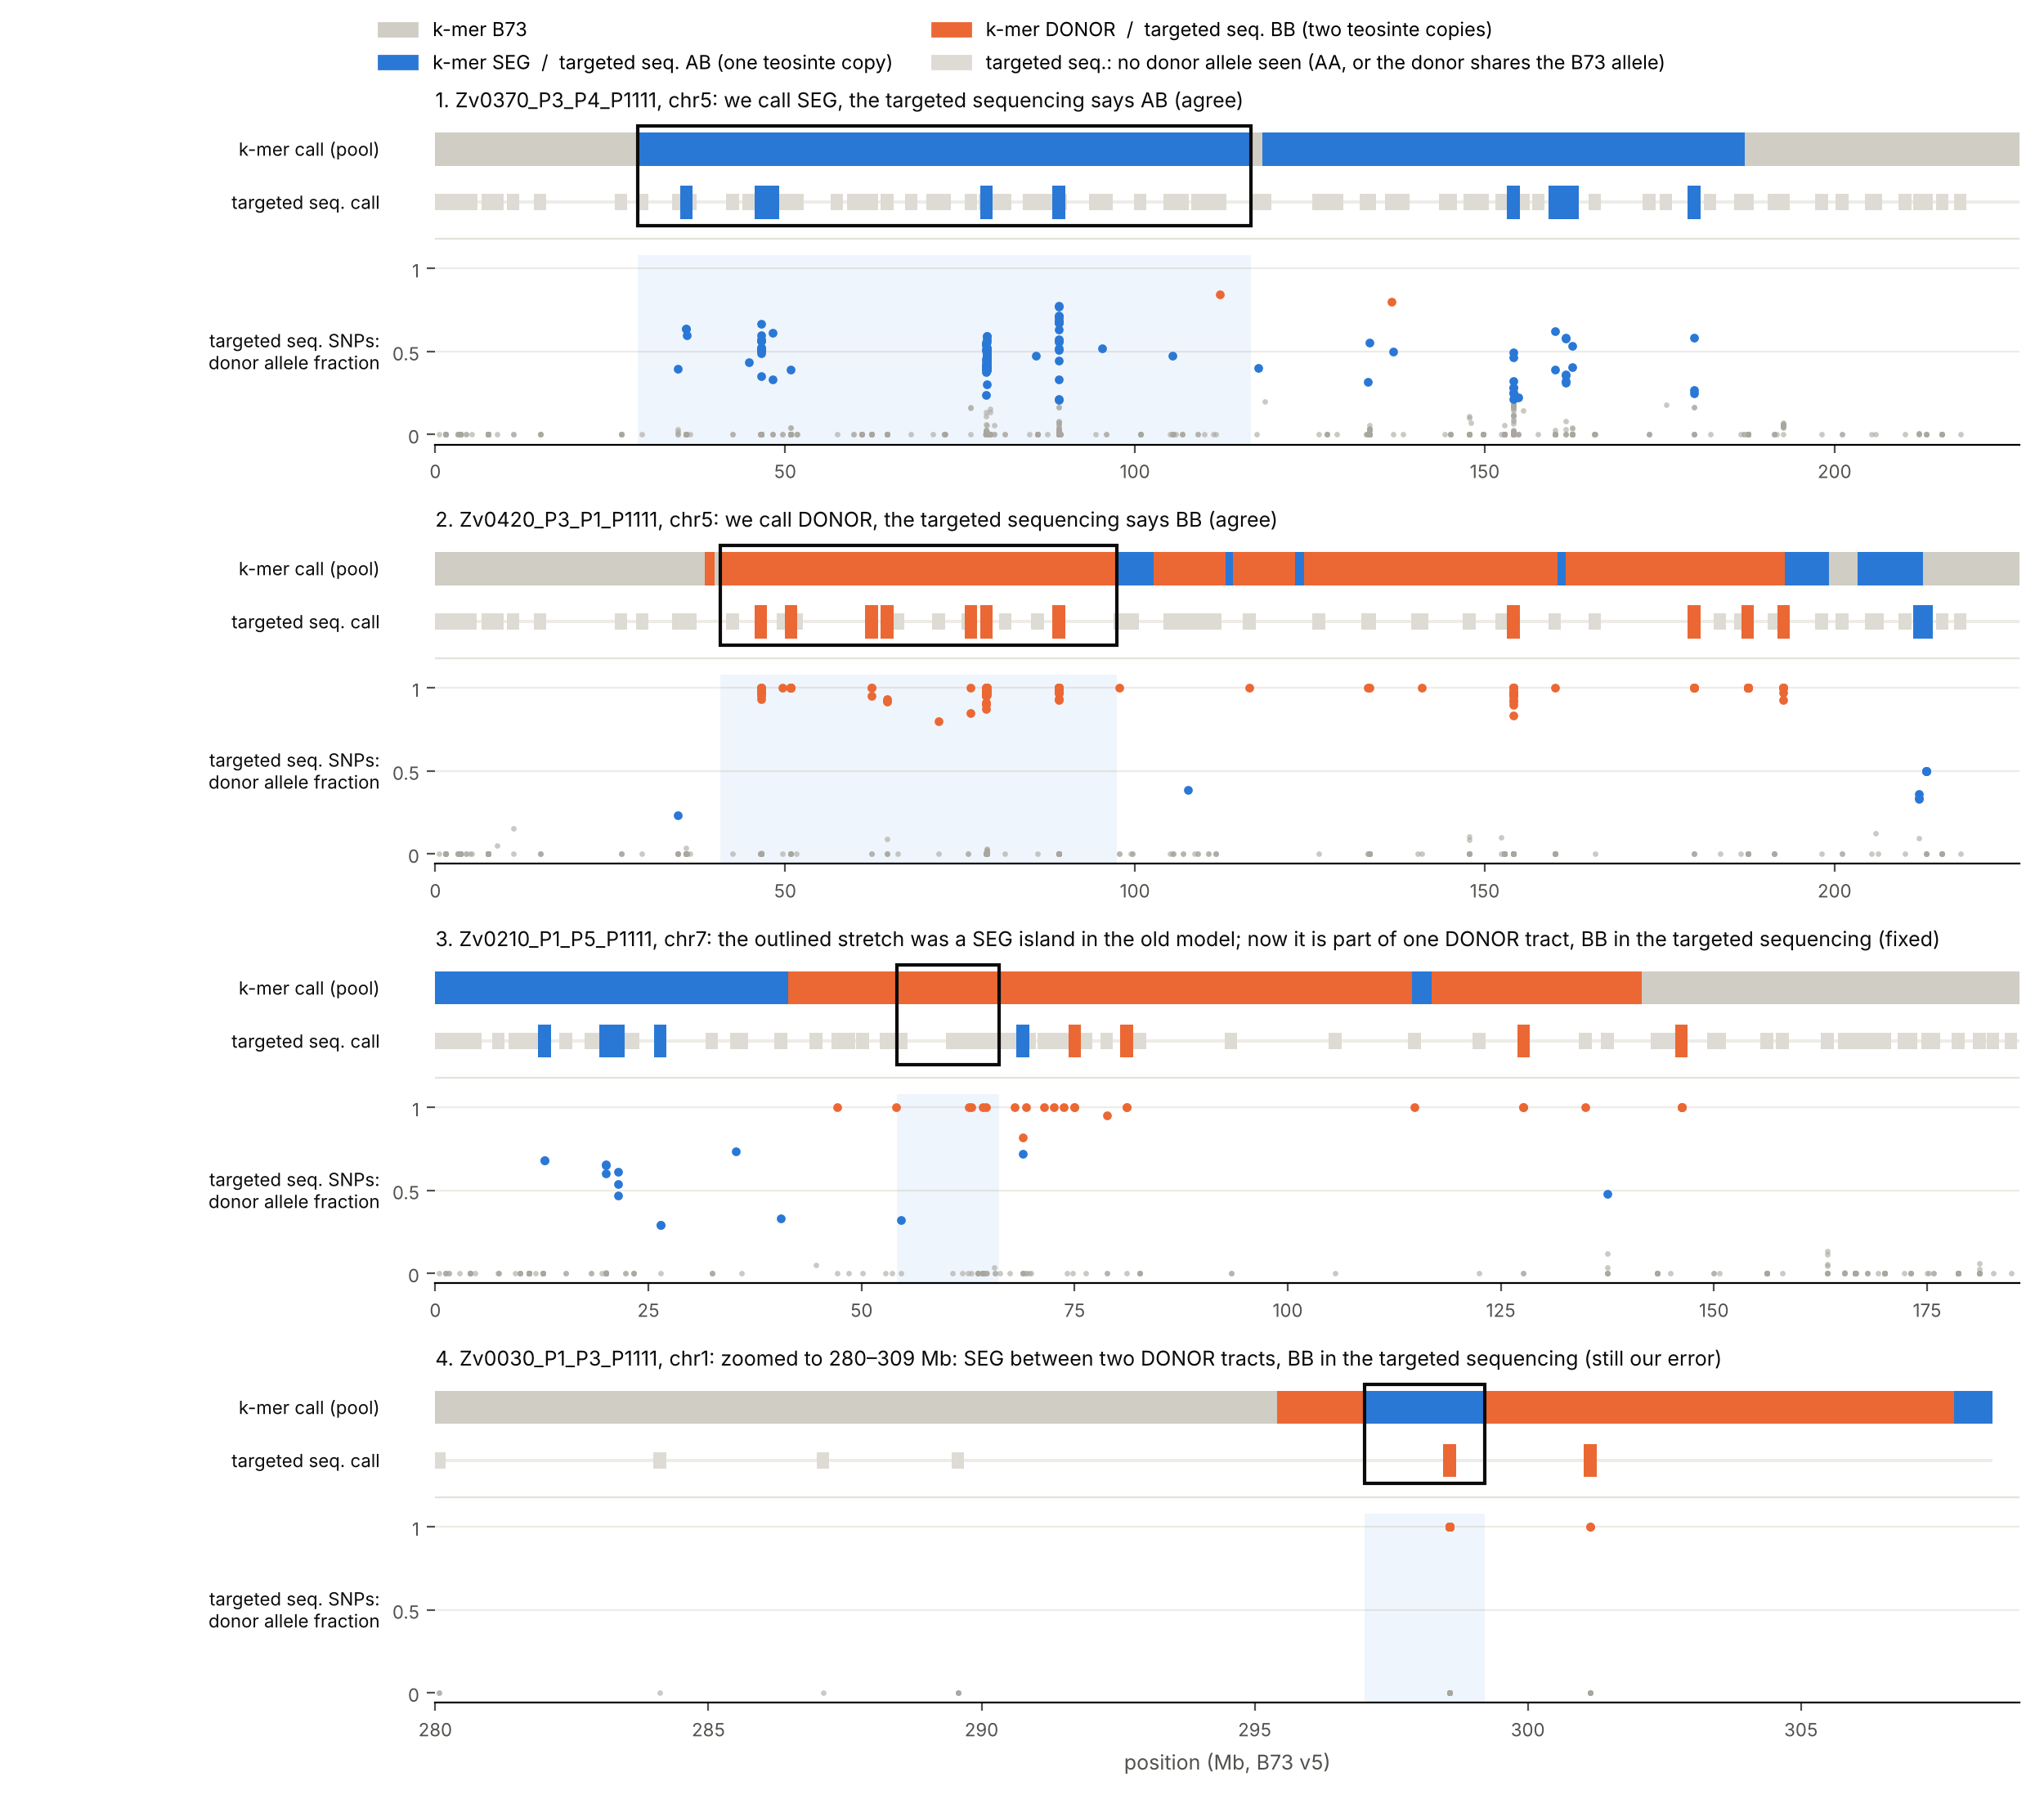 k-mer B73
k-mer DONOR / targeted seq. BB (two teosinte copies)
k-mer SEG / targeted seq. AB (one teosinte copy)
targeted seq.: no donor allele seen (AA, or the donor shares the B73 allele)
1. Zv0370_P3_P4_P1111, chr5: we call SEG, the targeted sequencing says AB (agree)
k-mer call (pool)
targeted seq. call
1
targeted seq. SNPs:
donor allele fraction
0.5
0
0 50 100 150 200
2. Zv0420_P3_P1_P1111, chr5: we call DONOR, the targeted sequencing says BB (agree)
k-mer call (pool)
targeted seq. call
1
targeted seq. SNPs:
donor allele fraction
0.5
0
0 50 100 150 200
3. Zv0210_P1_P5_P1111, chr7: the outlined stretch was a SEG island in the old model; now it is part of one DONOR tract, BB in the targeted sequencing (fixed)
k-mer call (pool)
targeted seq. call
1
targeted seq. SNPs:
donor allele fraction
0.5
0
0 25 50 75 100 125 150 175
4. Zv0030_P1_P3_P1111, chr1: zoomed to 280–309 Mb: SEG between two DONOR tracts, BB in the targeted sequencing (still our error)
k-mer call (pool)
targeted seq. call
1
targeted seq. SNPs:
donor allele fraction
0.5
0
280 285 290 295 300 305
position (Mb, B73 v5)